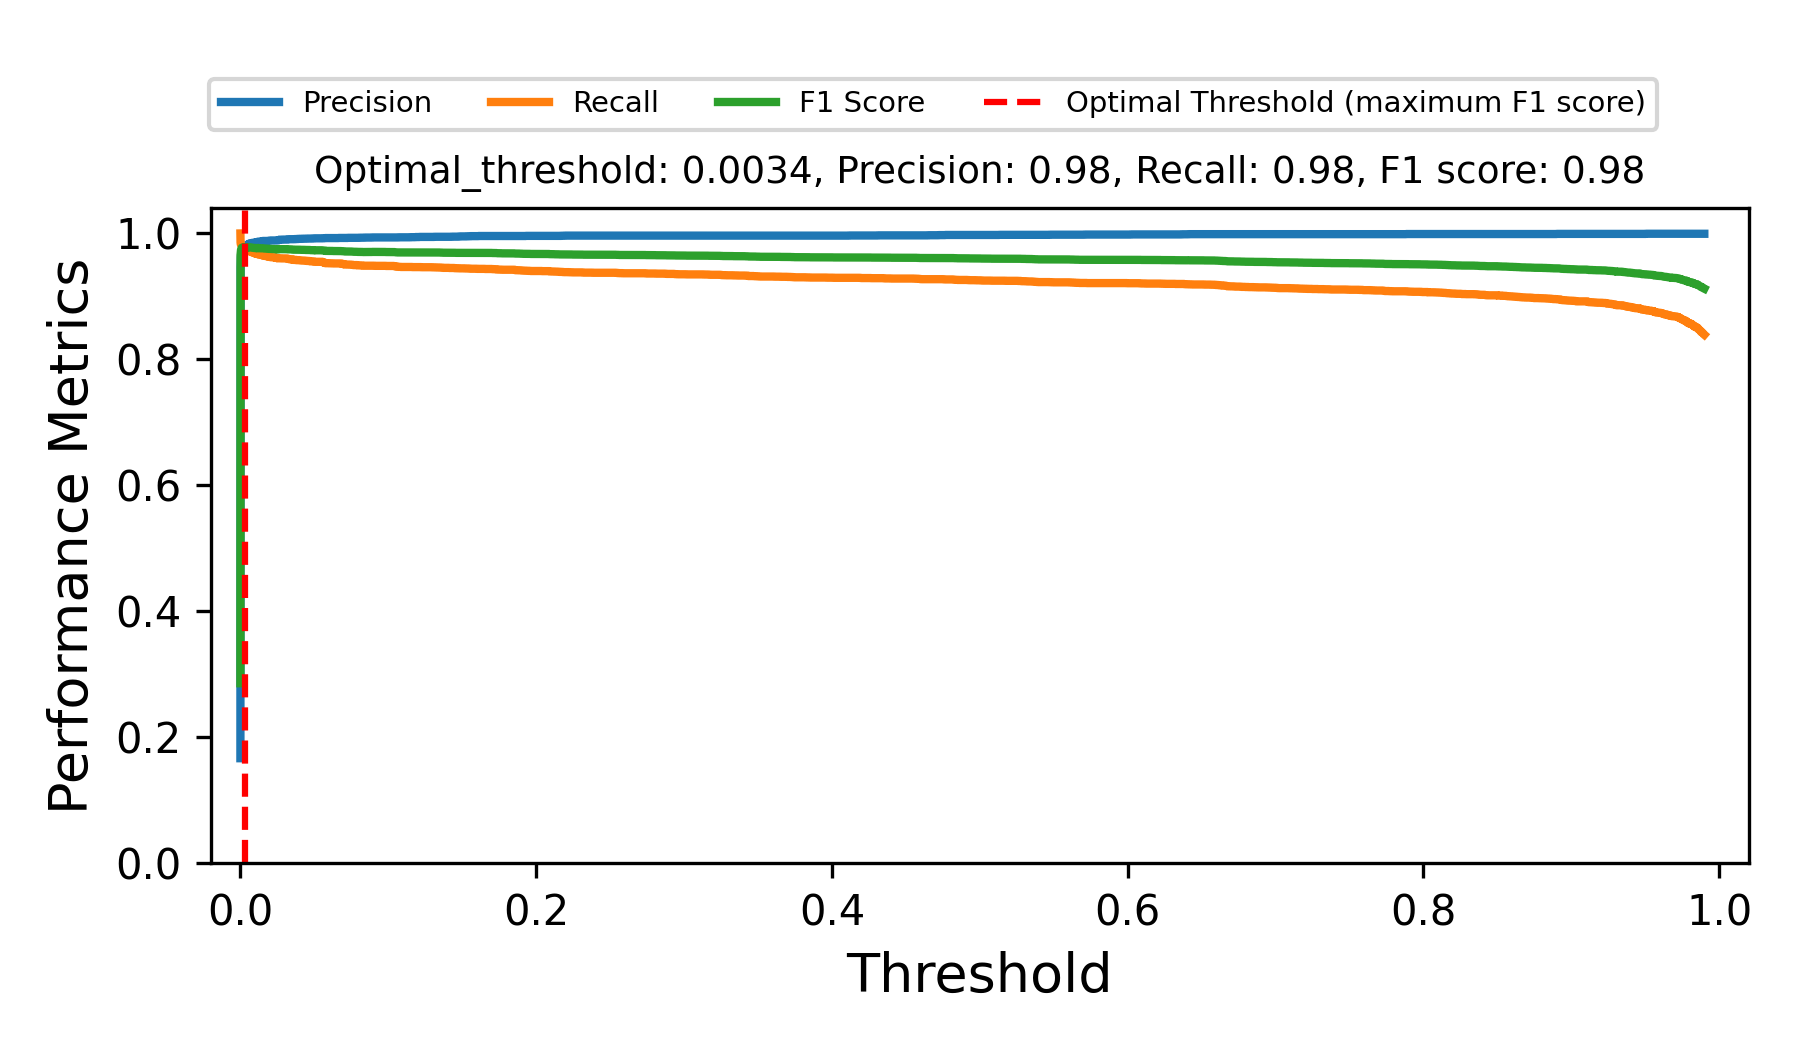 Precision Recall F1 Score Optimal Threshold (maximum F1 score)
Optimal_threshold: 0.0034, Precision: 0.98, Recall: 0.98, F1 score: 0.98
Performance Metrics
1.0
0.8
0.6
0.4
0.2
0.0
0.0 0.2 0.4 0.6 0.8 1.0
Threshold